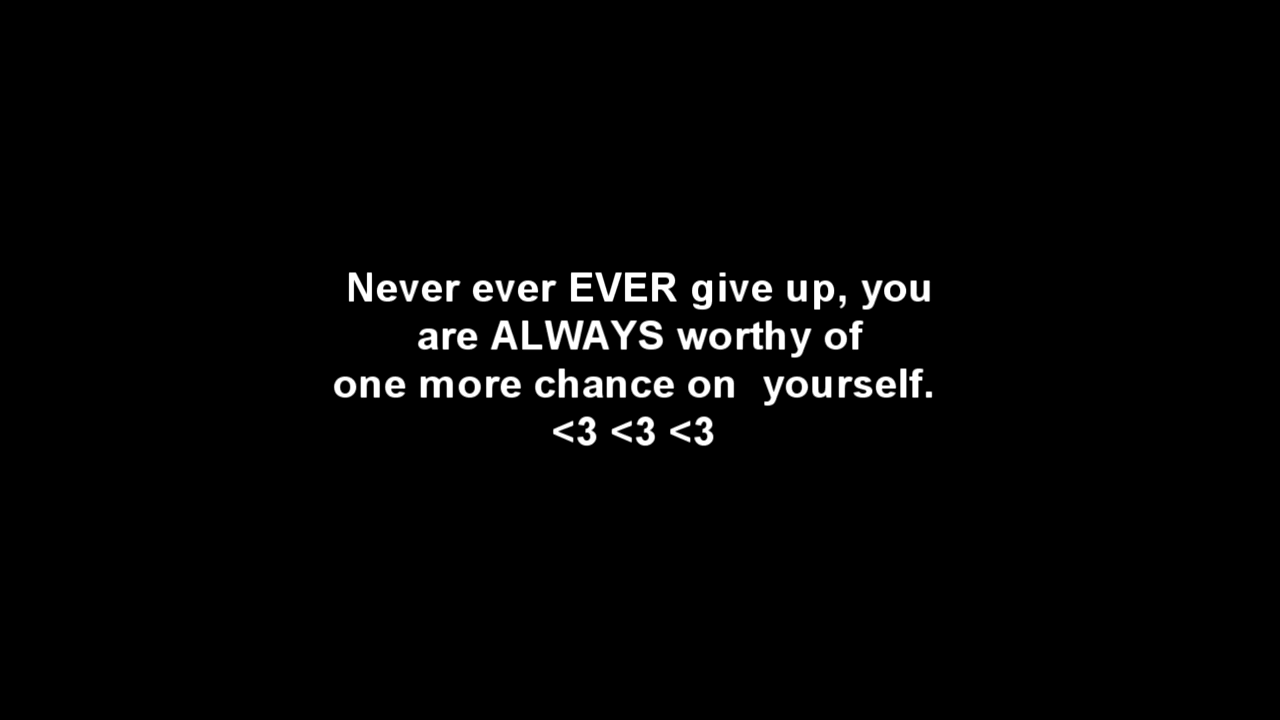 Never ever EVER give up, you
are ALWAYS worthy of
one more chance on  yourself.
<3 <3 <3